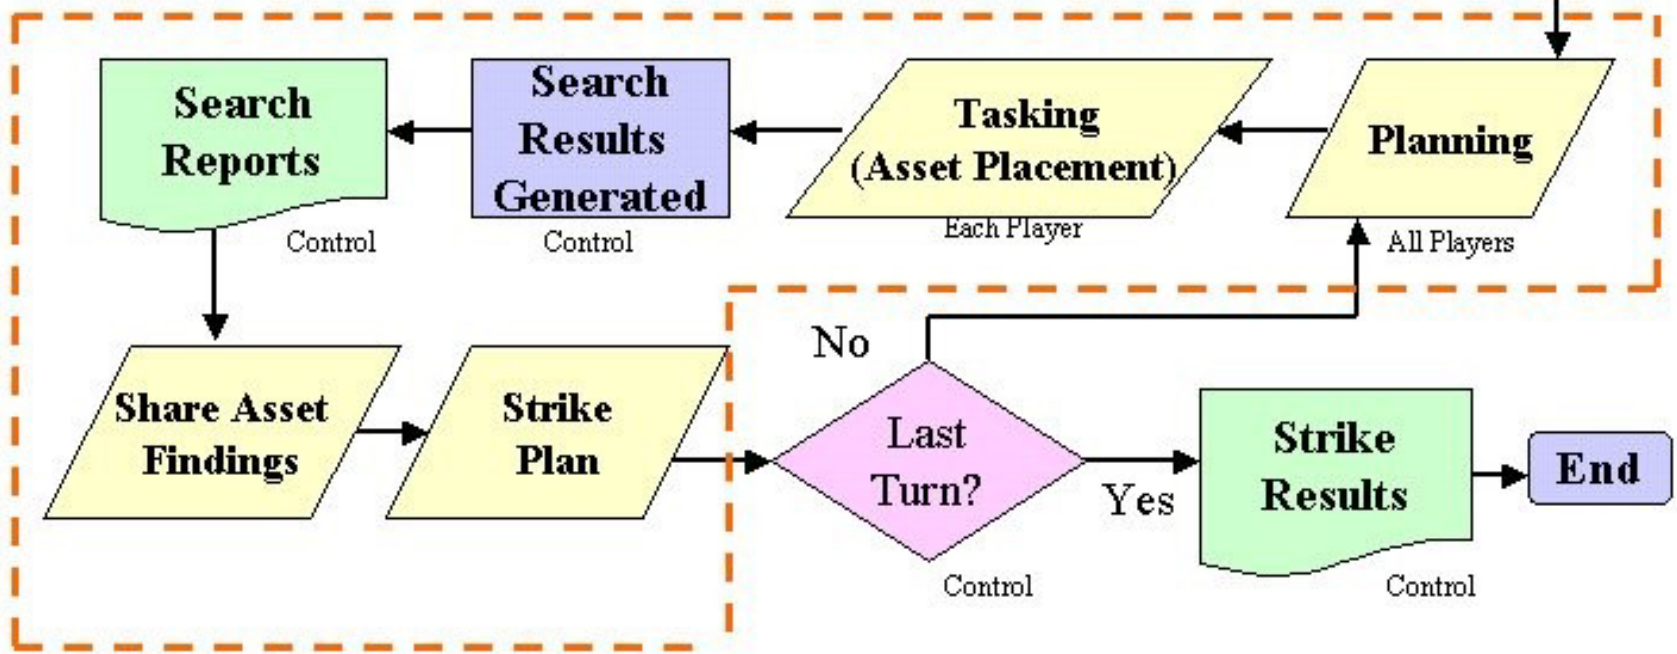 Search
Reports
Control
Search
Results
Generated
Control
Tasking
(Asset Placement)
Each Player
Planning
All Players
Share Asset
Findings
Strike
Plan
No
Last
Turn?
Control
Yes
Strike
Results
Control
End